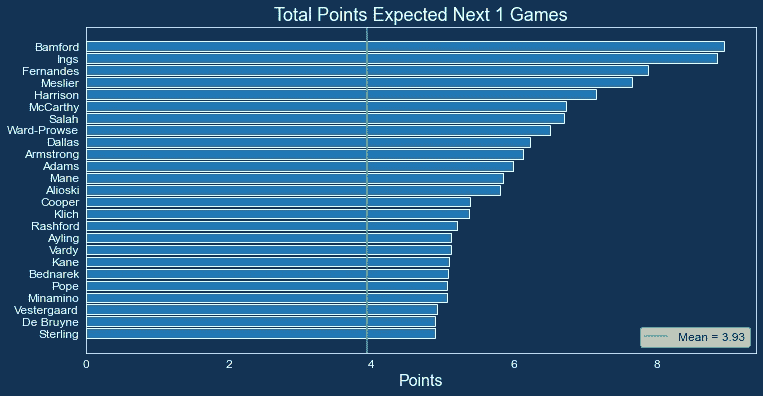 Total Points Expected Next 1 Games
Bamford
Ings
Fernandes
Meslier
Harrison
McCarthy
Salah
Ward-Prowse
Dallas
Armstrong
Adams
Mane
Alioski
Cooper
Klich
Rashford
Ayling
Vardy
Kane
Bednarek
Pope
Minamino
Vestergaard
De Bruyne
Sterling
Mean = 3.93
0 2 4 6 8
Points